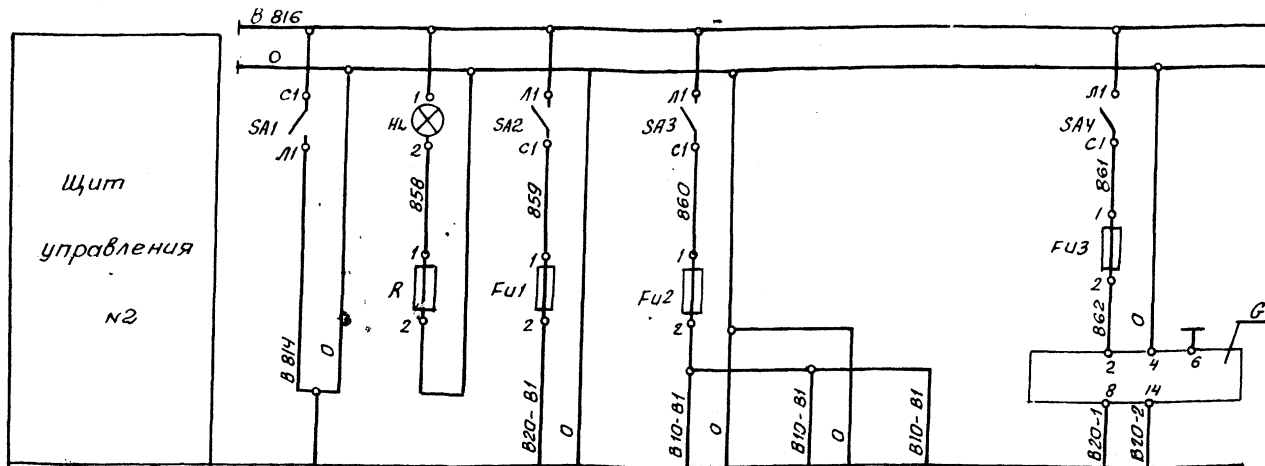 В 816
0
Щит
управления
№2
С1
SA1
Л1
В 814
0
1
HL
2
858
1
R
2
Л1
SA2
С1
859
1
Fu1
2
В20-В1
0
Л1
SA3
С1
860
1
Fu2
2
В10-В1
0
В10-В1
0
В10-В1
Л1
SA4
С1
861
1
Fu3
2
862
0
G
2
4
6
8
14
В20-1
В20-2